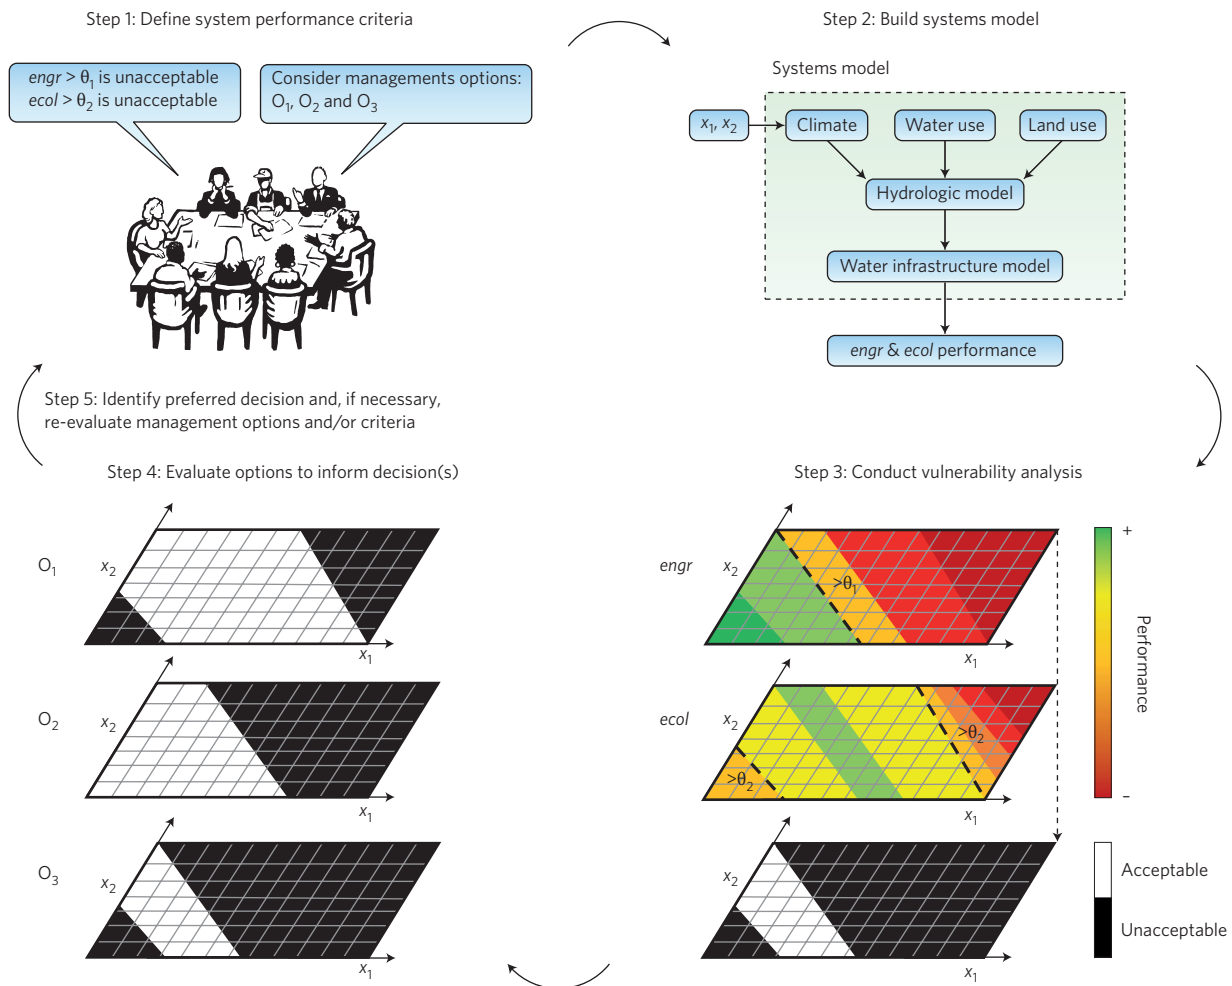 Step 1: Define system performance criteria
engr > θ1 is unacceptable
ecol > θ2 is unacceptable
Consider managements options:
O1, O2 and O3
Step 2: Build systems model
Systems model
x1, x2
Climate
Water use
Land use
Hydrologic model
Water infrastructure model
engr & ecol performance
Step 5: Identify preferred decision and, if necessary,
re-evaluate management options and/or criteria
Step 4: Evaluate options to inform decision(s)
O1
x2
x1
O2
x2
x1
O3
x2
x1
Step 3: Conduct vulnerability analysis
engr
x2
>θ1
x1
ecol
x2
>θ2
>θ2
x1
x2
x1
+
Performance
–
Acceptable
Unacceptable